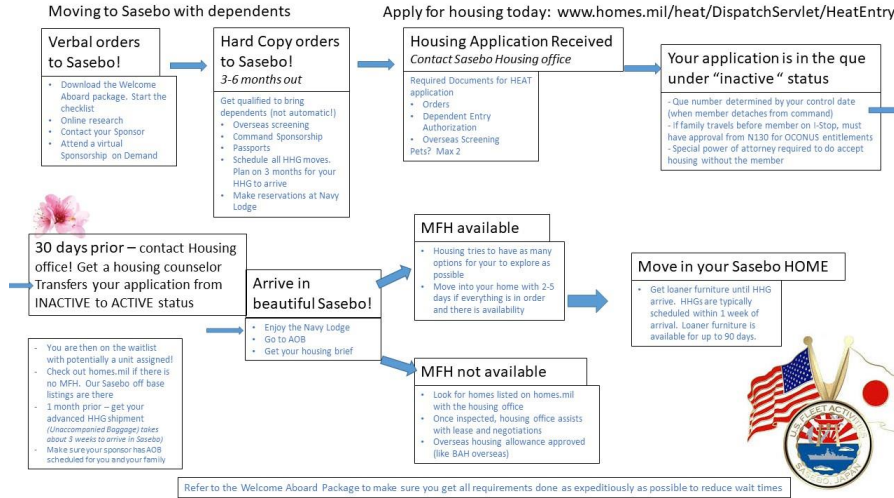 Moving to Sasebo with dependents
Apply for housing today: www.homes.mil/heat/DispatchServlet/HeatEntry
Verbal orders
to Sasebo!
• Download the Welcome
Aboard package. Start the
checklist
• Online research
• Contact your Sponsor
• Attend a virtual
Sponsorship on Demand
Hard Copy orders
to Sasebo!
3-6 months out
Get qualified to bring
dependents (not automatic!)
• Overseas screening
• Command Sponsorship
• Passports
• Schedule all HHG moves.
Plan on 3 months for your
HHG to arrive
• Make reservations at Navy
Lodge
Housing Application Received
Contact Sasebo Housing office
Required Documents for HEAT
application
• Orders
• Dependent Entry
Authorization
• Overseas Screening
Pets? Max 2
Your application is in the que
under “inactive “ status
- Que number determined by your control date
(when member detaches from command)
- If family travels before member on i-Stop, must
have approval from N130 for OCONUS entitlements
- Special power of attorney required to do accept
housing without the member
30 days prior – contact Housing
office! Get a housing counselor
Transfers your application from
INACTIVE to ACTIVE status
- You are then on the waitlist
with potentially a unit assigned!
- Check out homes.mil if there is
no MFH. Our Sasebo off base
listings are there
- 1 month prior – get your
advanced HHG shipment
(Unaccompanied Baggage) takes
about 3 weeks to arrive in Sasebo)
- Make sure your sponsor has AOB
scheduled for you and your family
Arrive in
beautiful Sasebo!
• Enjoy the Navy Lodge
• Go to AOB
• Get your housing brief
MFH available
• Housing tries to have as many
options for your to explore as
possible
• Move into your home with 2-5
days if everything is in order
and there is availability
MFH not available
• Look for homes listed on homes.mil
with the housing office
• Once inspected, housing office assists
with lease and negotiations
• Overseas housing allowance approved
(like BAH overseas)
Move in your Sasebo HOME
• Get loaner furniture until HHG
arrive. HHGs are typically
scheduled within 1 week of
arrival. Loaner furniture is
available for up to 90 days.
U.S. FLEET ACTIVITIES
SASEBO, JAPAN
Refer to the Welcome Aboard Package to make sure you get all requirements done as expeditiously as possible to reduce wait times